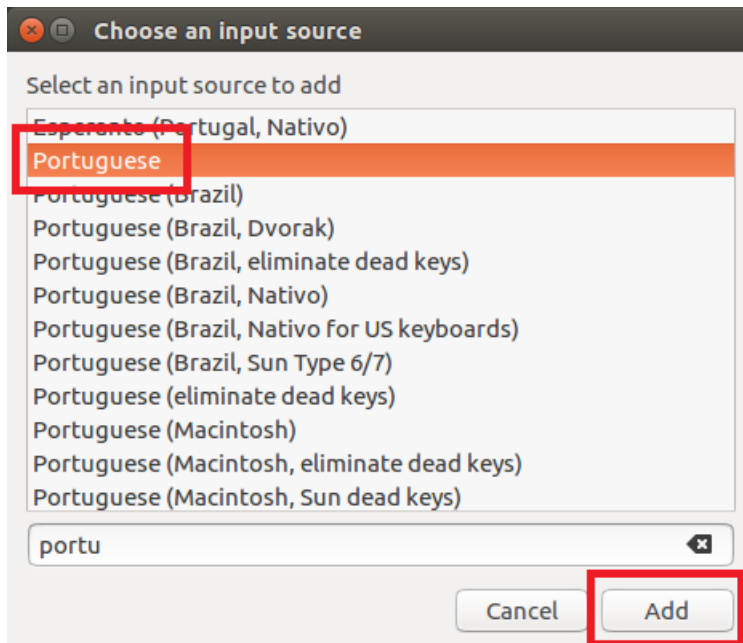 Choose an input source
Select an input source to add
Esperanto (Portugal, Nativo)
Portuguese
Portuguese (Brazil)
Portuguese (Brazil, Dvorak)
Portuguese (Brazil, eliminate dead keys)
Portuguese (Brazil, Nativo)
Portuguese (Brazil, Nativo for US keyboards)
Portuguese (Brazil, Sun Type 6/7)
Portuguese (eliminate dead keys)
Portuguese (Macintosh)
Portuguese (Macintosh, eliminate dead keys)
Portuguese (Macintosh, Sun dead keys)
portu
Cancel Add